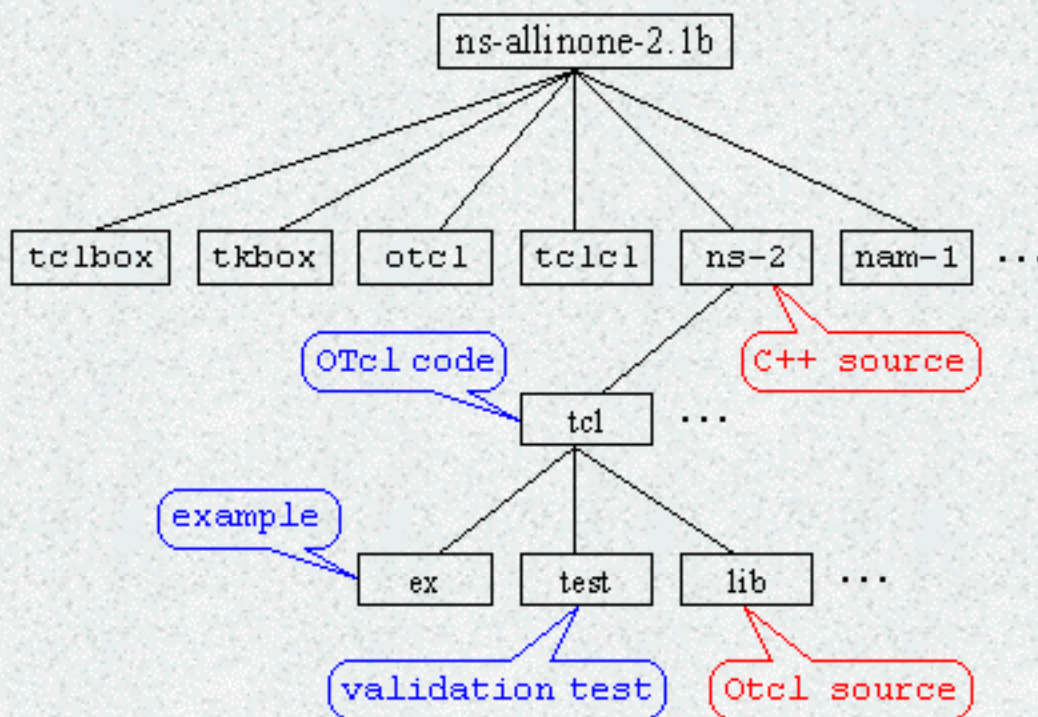 ns-allinone-2.1b
tclbox tkbox otcl tclcl ns-2 nam-1 ...
OTcl code C++ source
tcl ...
example
ex test lib ...
validation test Otcl source